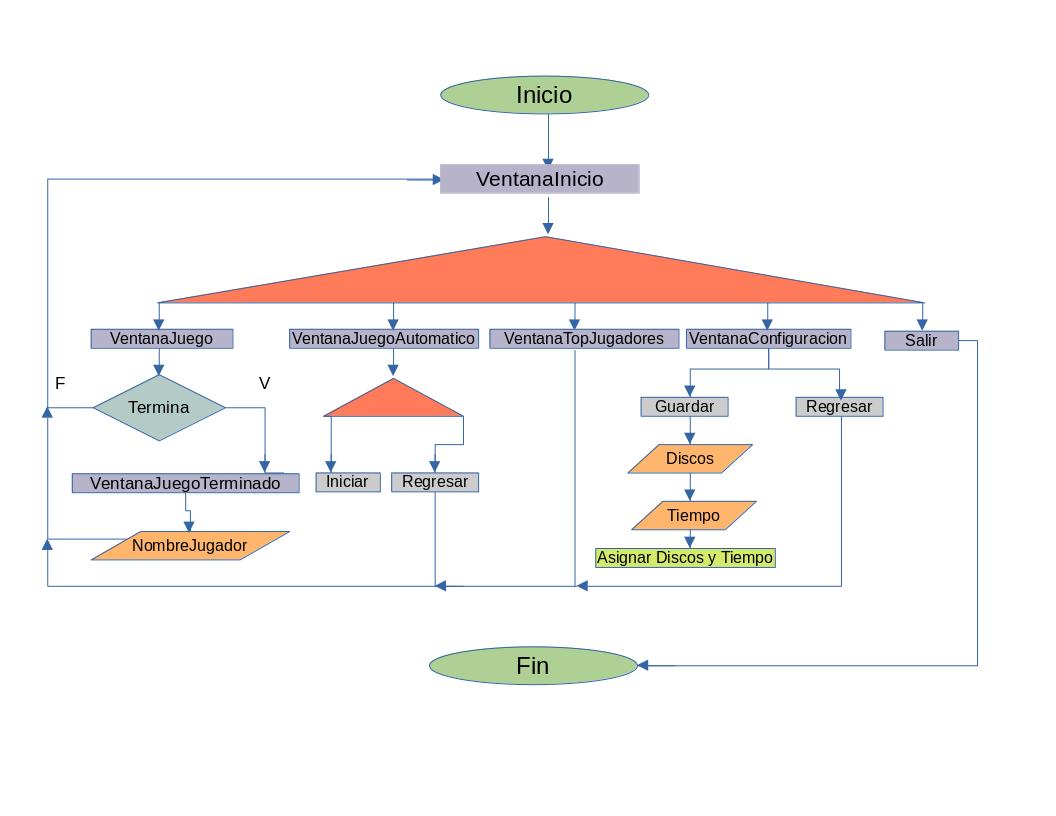 Inicio
VentanaInicio
VentanaJuego
VentanaJuegoAutomatico
VentanaTopJugadores
VentanaConfiguracion
Salir
F
V
Termina
Guardar
Regresar
Discos
VentanaJuegoTerminado
Iniciar
Regresar
Tiempo
NombreJugador
Asignar Discos y Tiempo
Fin